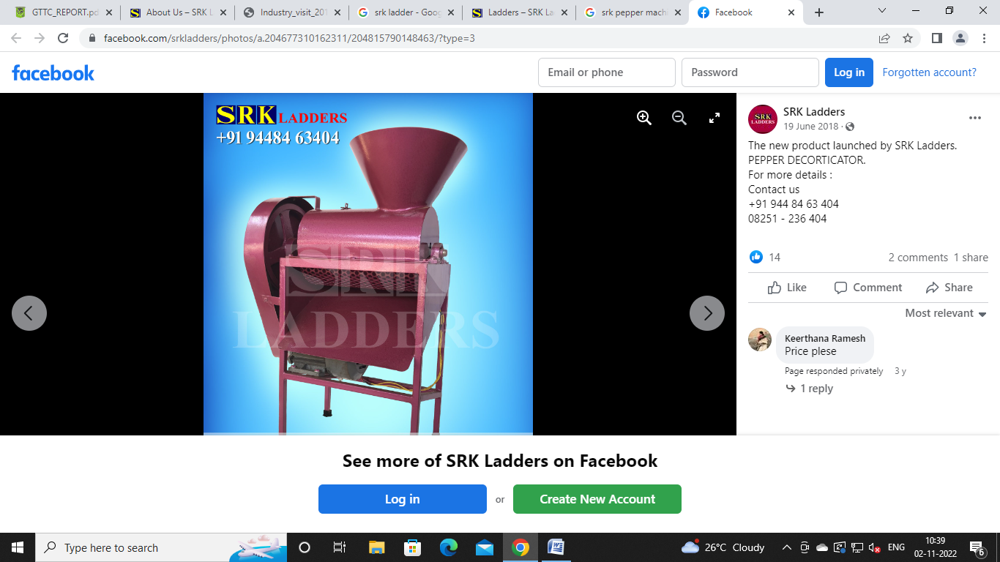 GTTC_REPORT.pd
About Us – SRK L
Industry_visit_201
srk ladder - Goog
Ladders – SRK La
srk pepper machi
Facebook
facebook.com/srkladders/photos/a.204677310162311/204815790148463/?type=3
facebook
Email or phone
Password
Log in
Forgotten account?
SRK LADDERS
+91 94484 63404
SRK
LADDERS
SRK
LADDERS
SRK Ladders
19 June 2018 ·
The new product launched by SRK Ladders.
PEPPER DECORTICATOR.
For more details :
Contact us
+91 944 84 63 404
08251 - 236 404
14
2 comments 1 share
Like
Comment
Share
Most relevant
Keerthana Ramesh
Price plese
Page responded privately 3 y
1 reply
See more of SRK Ladders on Facebook
Log in
or
Create New Account
Type here to search
26°C Cloudy
ENG
10:39
02-11-2022
6